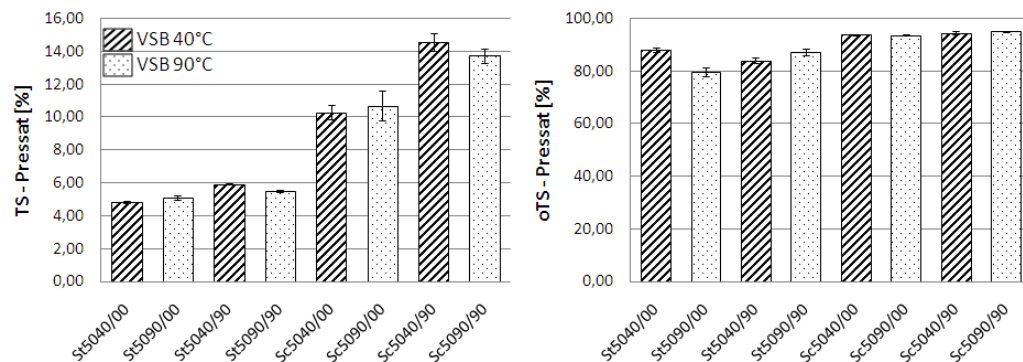 TS - Pressat [%]
16,00
14,00
12,00
10,00
8,00
6,00
4,00
2,00
0,00
VSB 40°C
VSB 90°C
St5040/00
St5090/00
St5040/90
St5090/90
Sc5040/00
Sc5090/00
Sc5040/90
Sc5090/90
oTS - Pressat [%]
100,00
80,00
60,00
40,00
20,00
0,00
St5040/00
St5090/00
St5040/90
St5090/90
Sc5040/00
Sc5090/00
Sc5040/90
Sc5090/90